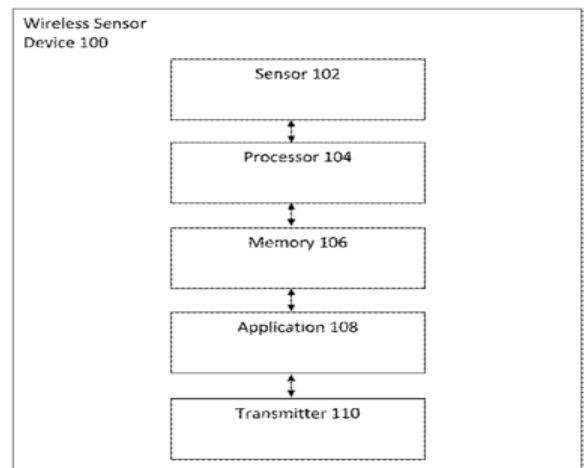 Wireless Sensor
Device 100
Sensor 102
Processor 104
Memory 106
Application 108
Transmitter 110